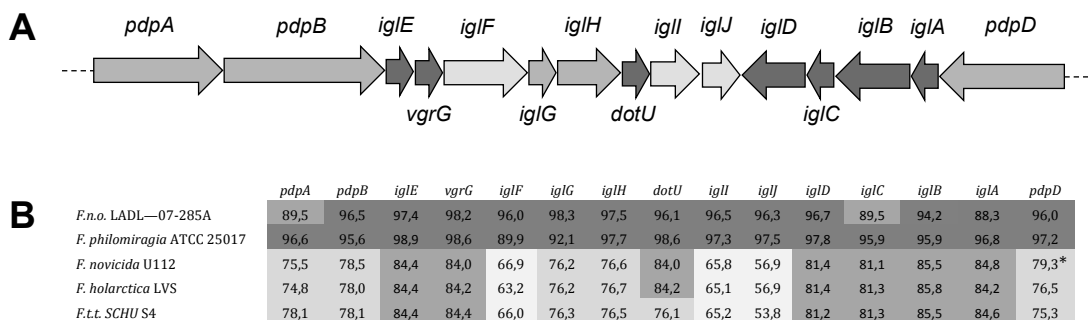 A
pdpA pdpB iglE iglF iglH iglI iglJ iglD iglB iglA pdpD
vgrG iglG dotU iglC
B
pdpA pdpB iglE vgrG iglF iglG iglH dotU iglI iglJ iglD iglC iglB iglA pdpD
F.n.o. LADL—07-285A 89,5 96,5 97,4 98,2 96,0 98,3 97,5 96,1 96,5 96,3 96,7 89,5 94,2 88,3 96,0
F. philomiragia ATCC 25017 96,6 95,6 98,9 98,6 89,9 92,1 97,7 98,6 97,3 97,5 97,8 95,9 95,9 96,8 97,2
F. novicida U112 75,5 78,5 84,4 84,0 66,9 76,2 76,6 84,0 65,8 56,9 81,4 81,1 85,5 84,8 79,3*
F. holarctica LVS 74,8 78,0 84,4 84,2 63,2 76,2 76,7 84,2 65,1 56,9 81,4 81,3 85,8 84,2 76,5
F.t.t. SCHU S4 78,1 78,1 84,4 84,4 66,0 76,3 76,5 76,1 65,2 53,8 81,2 81,3 85,5 84,6 75,3